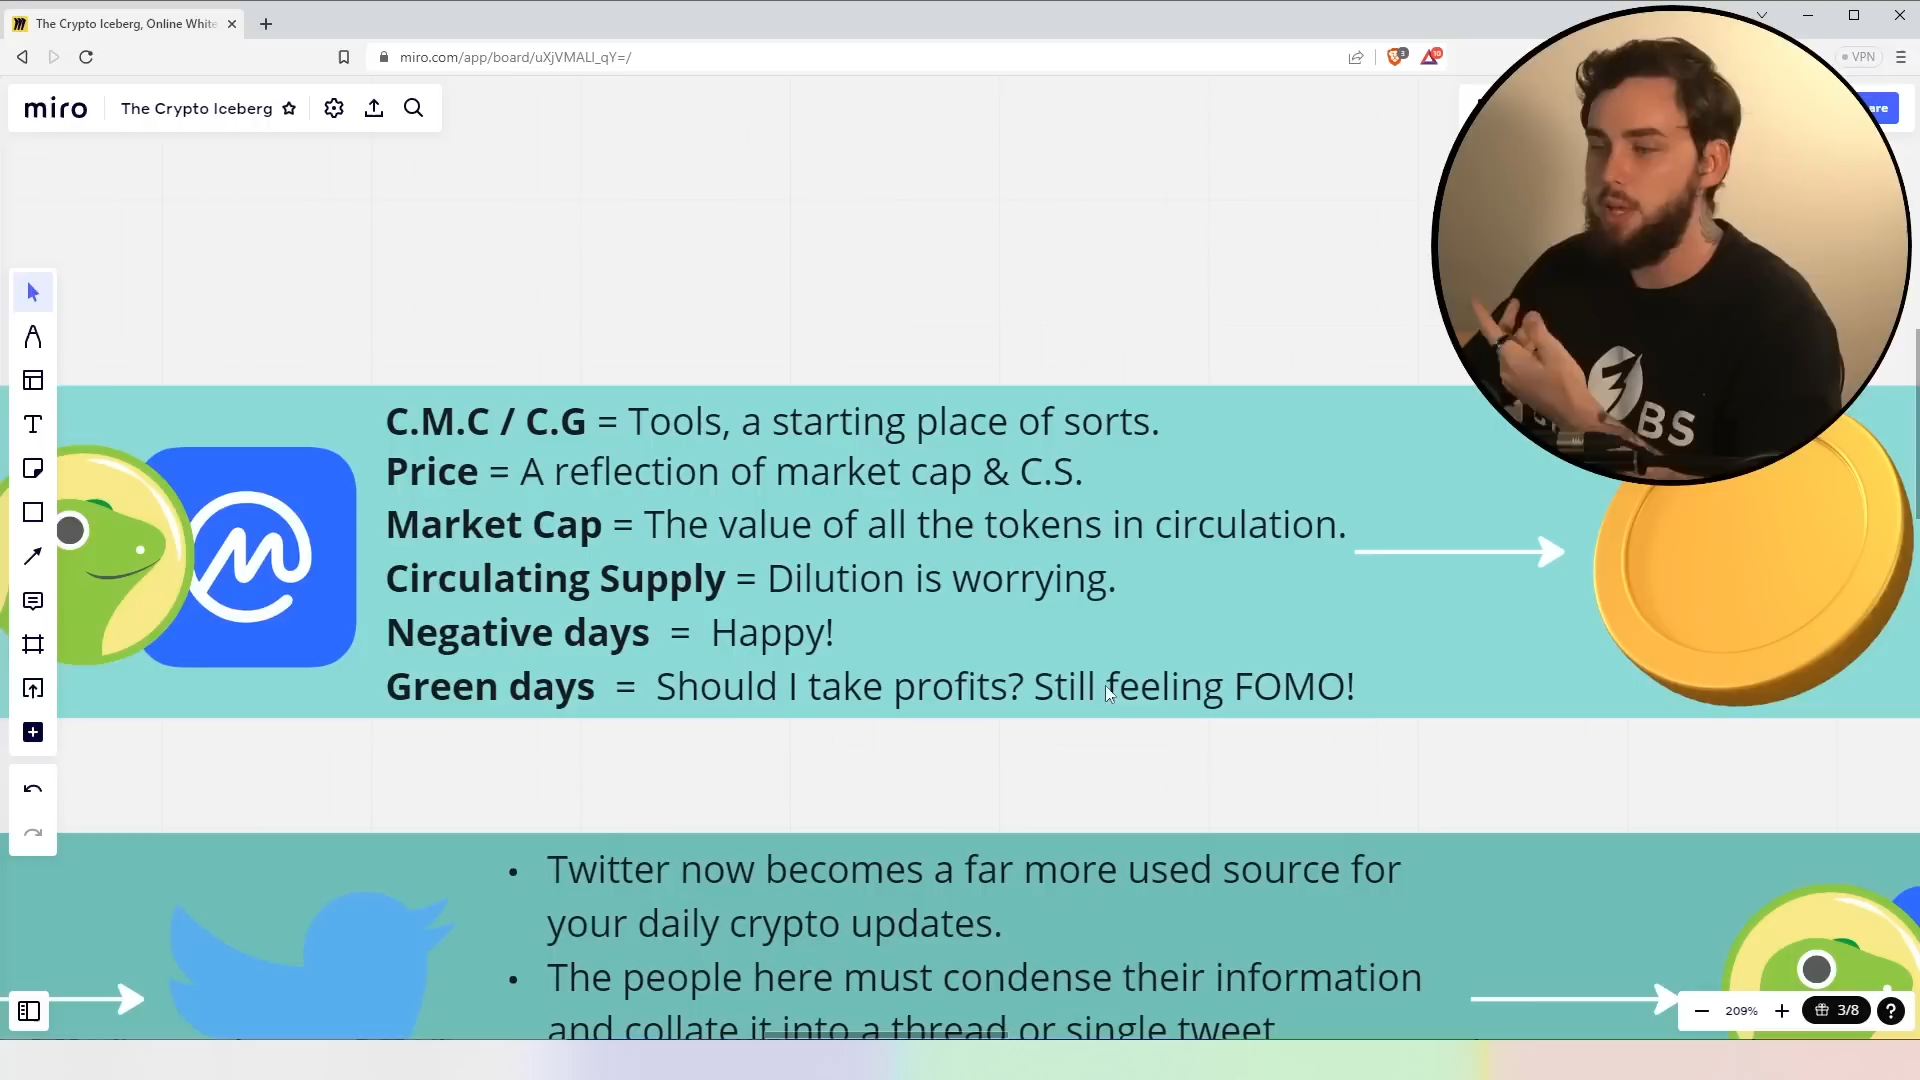 The Crypto Iceberg, Online White
miro.com/app/board/uXjVMALI_qY=/
3
10
VPN
miro
The Crypto Iceberg
are
BS
C.M.C / C.G = Tools, a starting place of sorts.
Price = A reflection of market cap & C.S.
Market Cap = The value of all the tokens in circulation.
Circulating Supply = Dilution is worrying.
Negative days = Happy!
Green days = Should I take profits? Still feeling FOMO!
• Twitter now becomes a far more used source for
your daily crypto updates.
• The people here must condense their information
and collate it into a thread or single tweet
209%
3/8
?